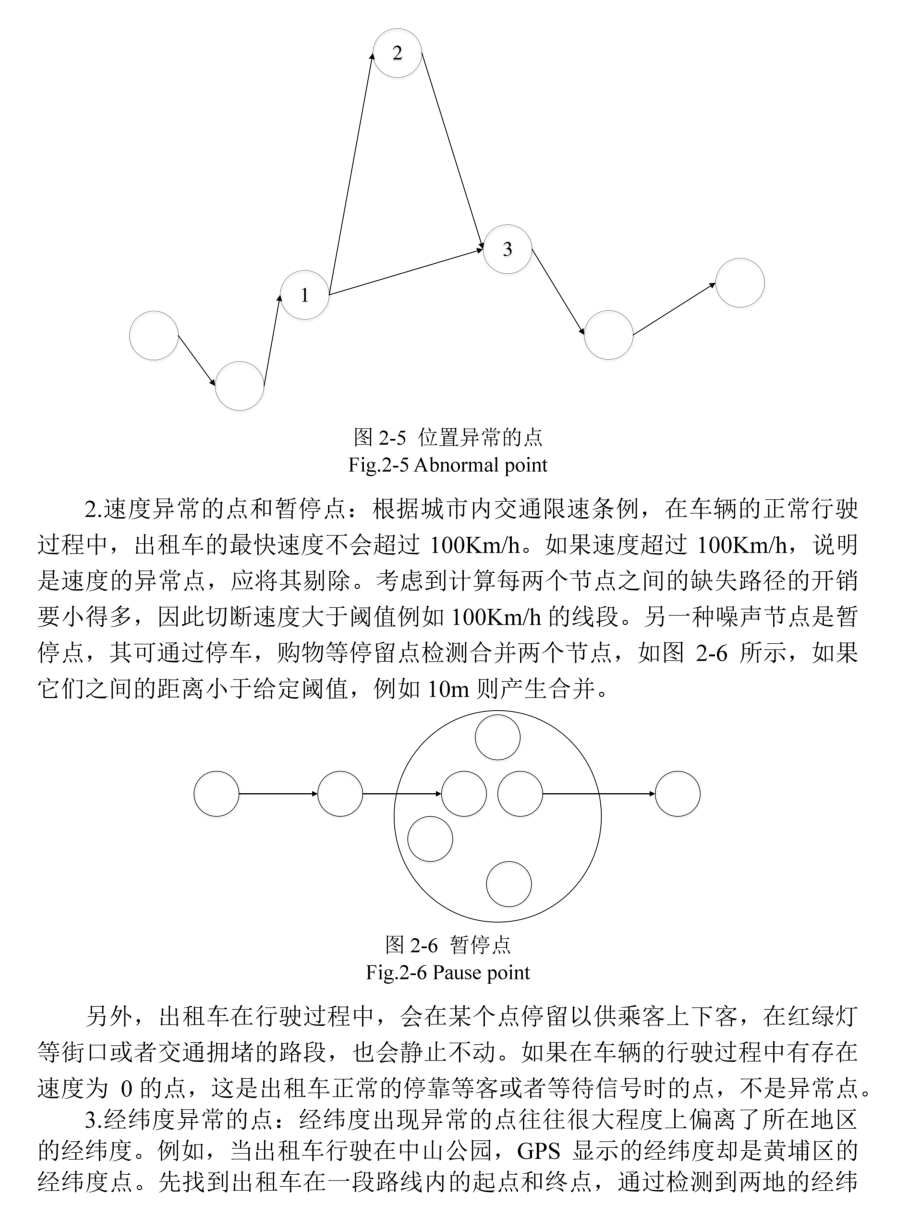 2
3
1
图 2-5 位置异常的点
Fig.2-5 Abnormal point
2.速度异常的点和暂停点：根据城市内交通限速条例，在车辆的正常行驶
过程中，出租车的最快速度不会超过 100Km/h。如果速度超过 100Km/h，说明
是速度的异常点，应将其剔除。考虑到计算每两个节点之间的缺失路径的开销
要小得多，因此切断速度大于阈值例如 100Km/h 的线段。另一种噪声节点是暂
停点，其可通过停车，购物等停留点检测合并两个节点，如图 2-6 所示，如果
它们之间的距离小于给定阈值，例如 10m 则产生合并。
图 2-6 暂停点
Fig.2-6 Pause point
另外，出租车在行驶过程中，会在某个点停留以供乘客上下客，在红绿灯
等街口或者交通拥堵的路段，也会静止不动。如果在车辆的行驶过程中有存在
速度为 0 的点，这是出租车正常的停靠等客或者等待信号时的点，不是异常点。
3.经纬度异常的点：经纬度出现异常的点往往很大程度上偏离了所在地区
的经纬度。例如，当出租车行驶在中山公园，GPS 显示的经纬度却是黄埔区的
经纬度点。先找到出租车在一段路线内的起点和终点，通过检测到两地的经纬